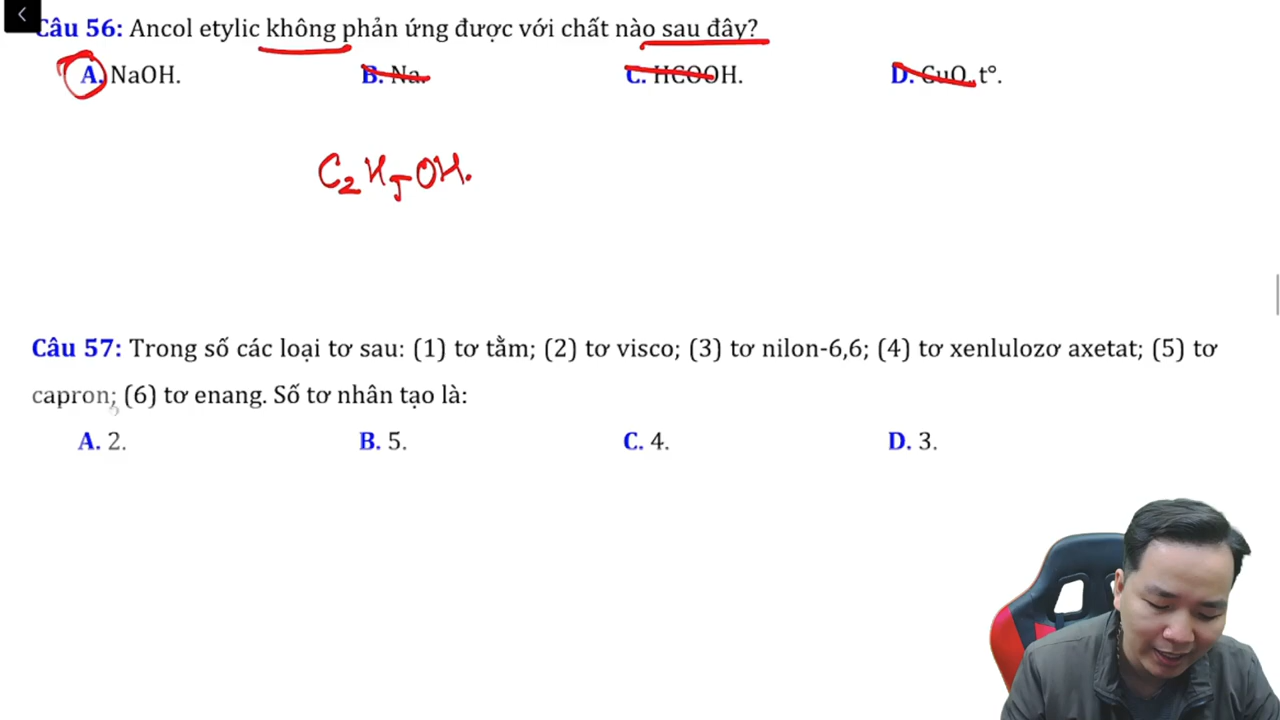 Câu 56: Ancol etylic không phản ứng được với chất nào sau đây?
A. NaOH. B. Na. C. HCOOH. D. CuO, t°.
C₂H₅OH.
Câu 57: Trong số các loại tơ sau: (1) tơ tằm; (2) tơ visco; (3) tơ nilon-6,6; (4) tơ xenlulozơ axetat; (5) tơ
capron; (6) tơ enang. Số tơ nhân tạo là:
A. 2. B. 5. C. 4. D. 3.